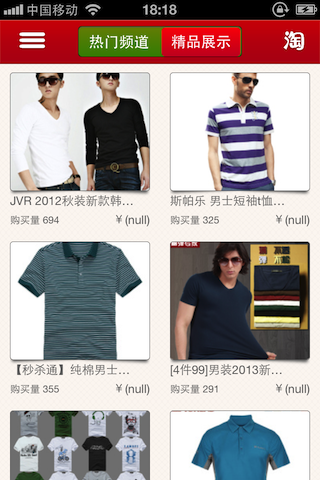 中国移动
18:18
热门频道
精品展示
淘
JVR 2012秋装新款韩…
购买量 694
￥(null)
斯帕乐 男士短袖t恤…
购买量 325
￥(null)
【秒杀通】纯棉男士…
购买量 355
￥(null)
[4件99]男装2013新…
购买量 291
￥(null)